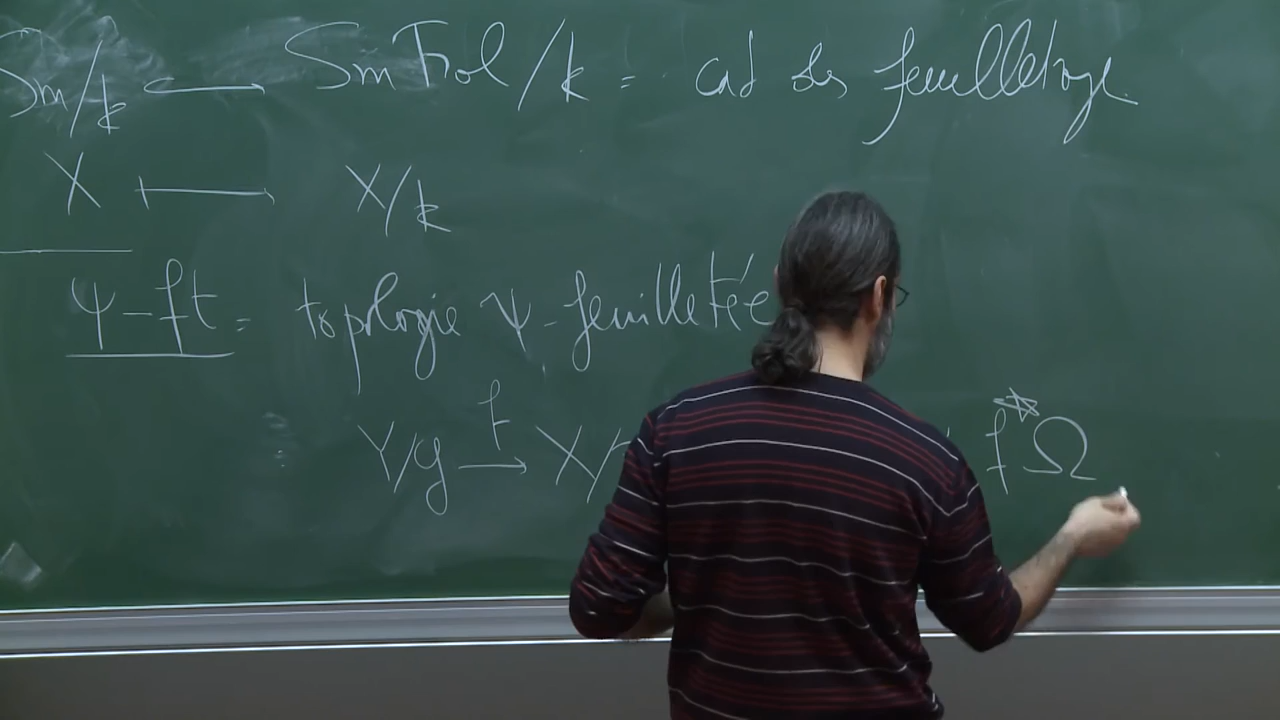 Sm/k ⟵ SmFol/k = cat des feuilletage.
X ⟼ X/k
Ψ-ft = topologie Ψ-feuilletée
Y/G →f X/ f*Ω